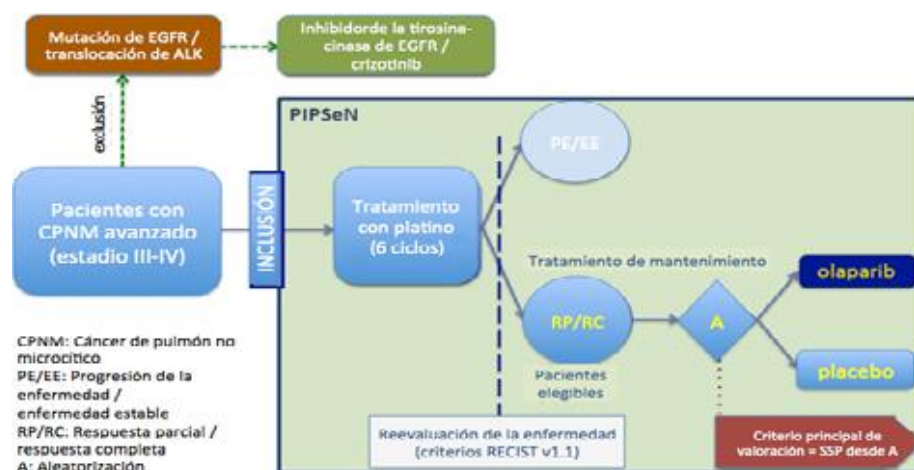 Mutación de EGFR /
translocación de ALK
Inhibidorde la tirosina-
cinasa de EGFR /
crizotinib
exclusión
PIPSeN
PE/EE
Pacientes con
CPNM avanzado
(estadio III-IV)
INCLUSIÓN
Tratamiento
con platino
(6 ciclos)
Tratamiento de mantenimiento
olaparib
RP/RC
A
placebo
Pacientes
elegibles
CPNM: Cáncer de pulmón no
microcítico
PE/EE: Progresión de la
enfermedad /
enfermedad estable
RP/RC: Respuesta parcial /
respuesta completa
A: Aleatorización
Reevaluación de la enfermedad
(criterios RECIST v1.1)
Criterio principal de
valoración = SSP desde A